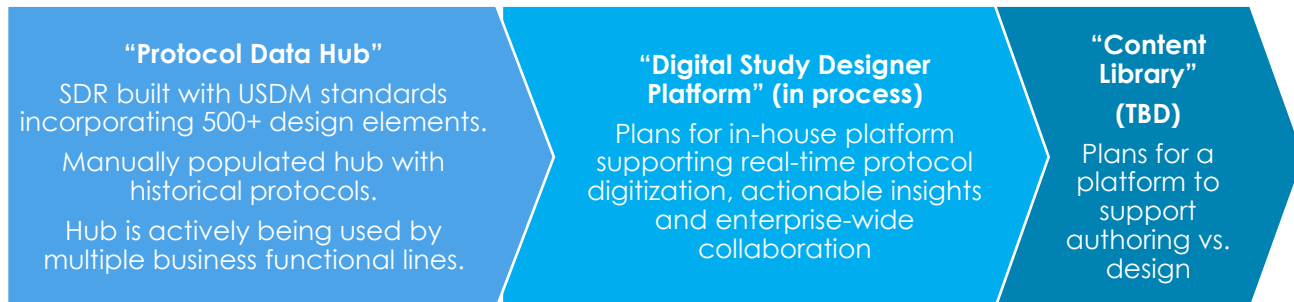 “Protocol Data Hub”
SDR built with USDM standards
incorporating 500+ design elements.
Manually populated hub with
historical protocols.
Hub is actively being used by
multiple business functional lines.
“Digital Study Designer
Platform” (in process)
Plans for in-house platform
supporting real-time protocol
digitization, actionable insights
and enterprise-wide
collaboration
“Content
Library”
(TBD)
Plans for a
platform to
support
authoring vs.
design